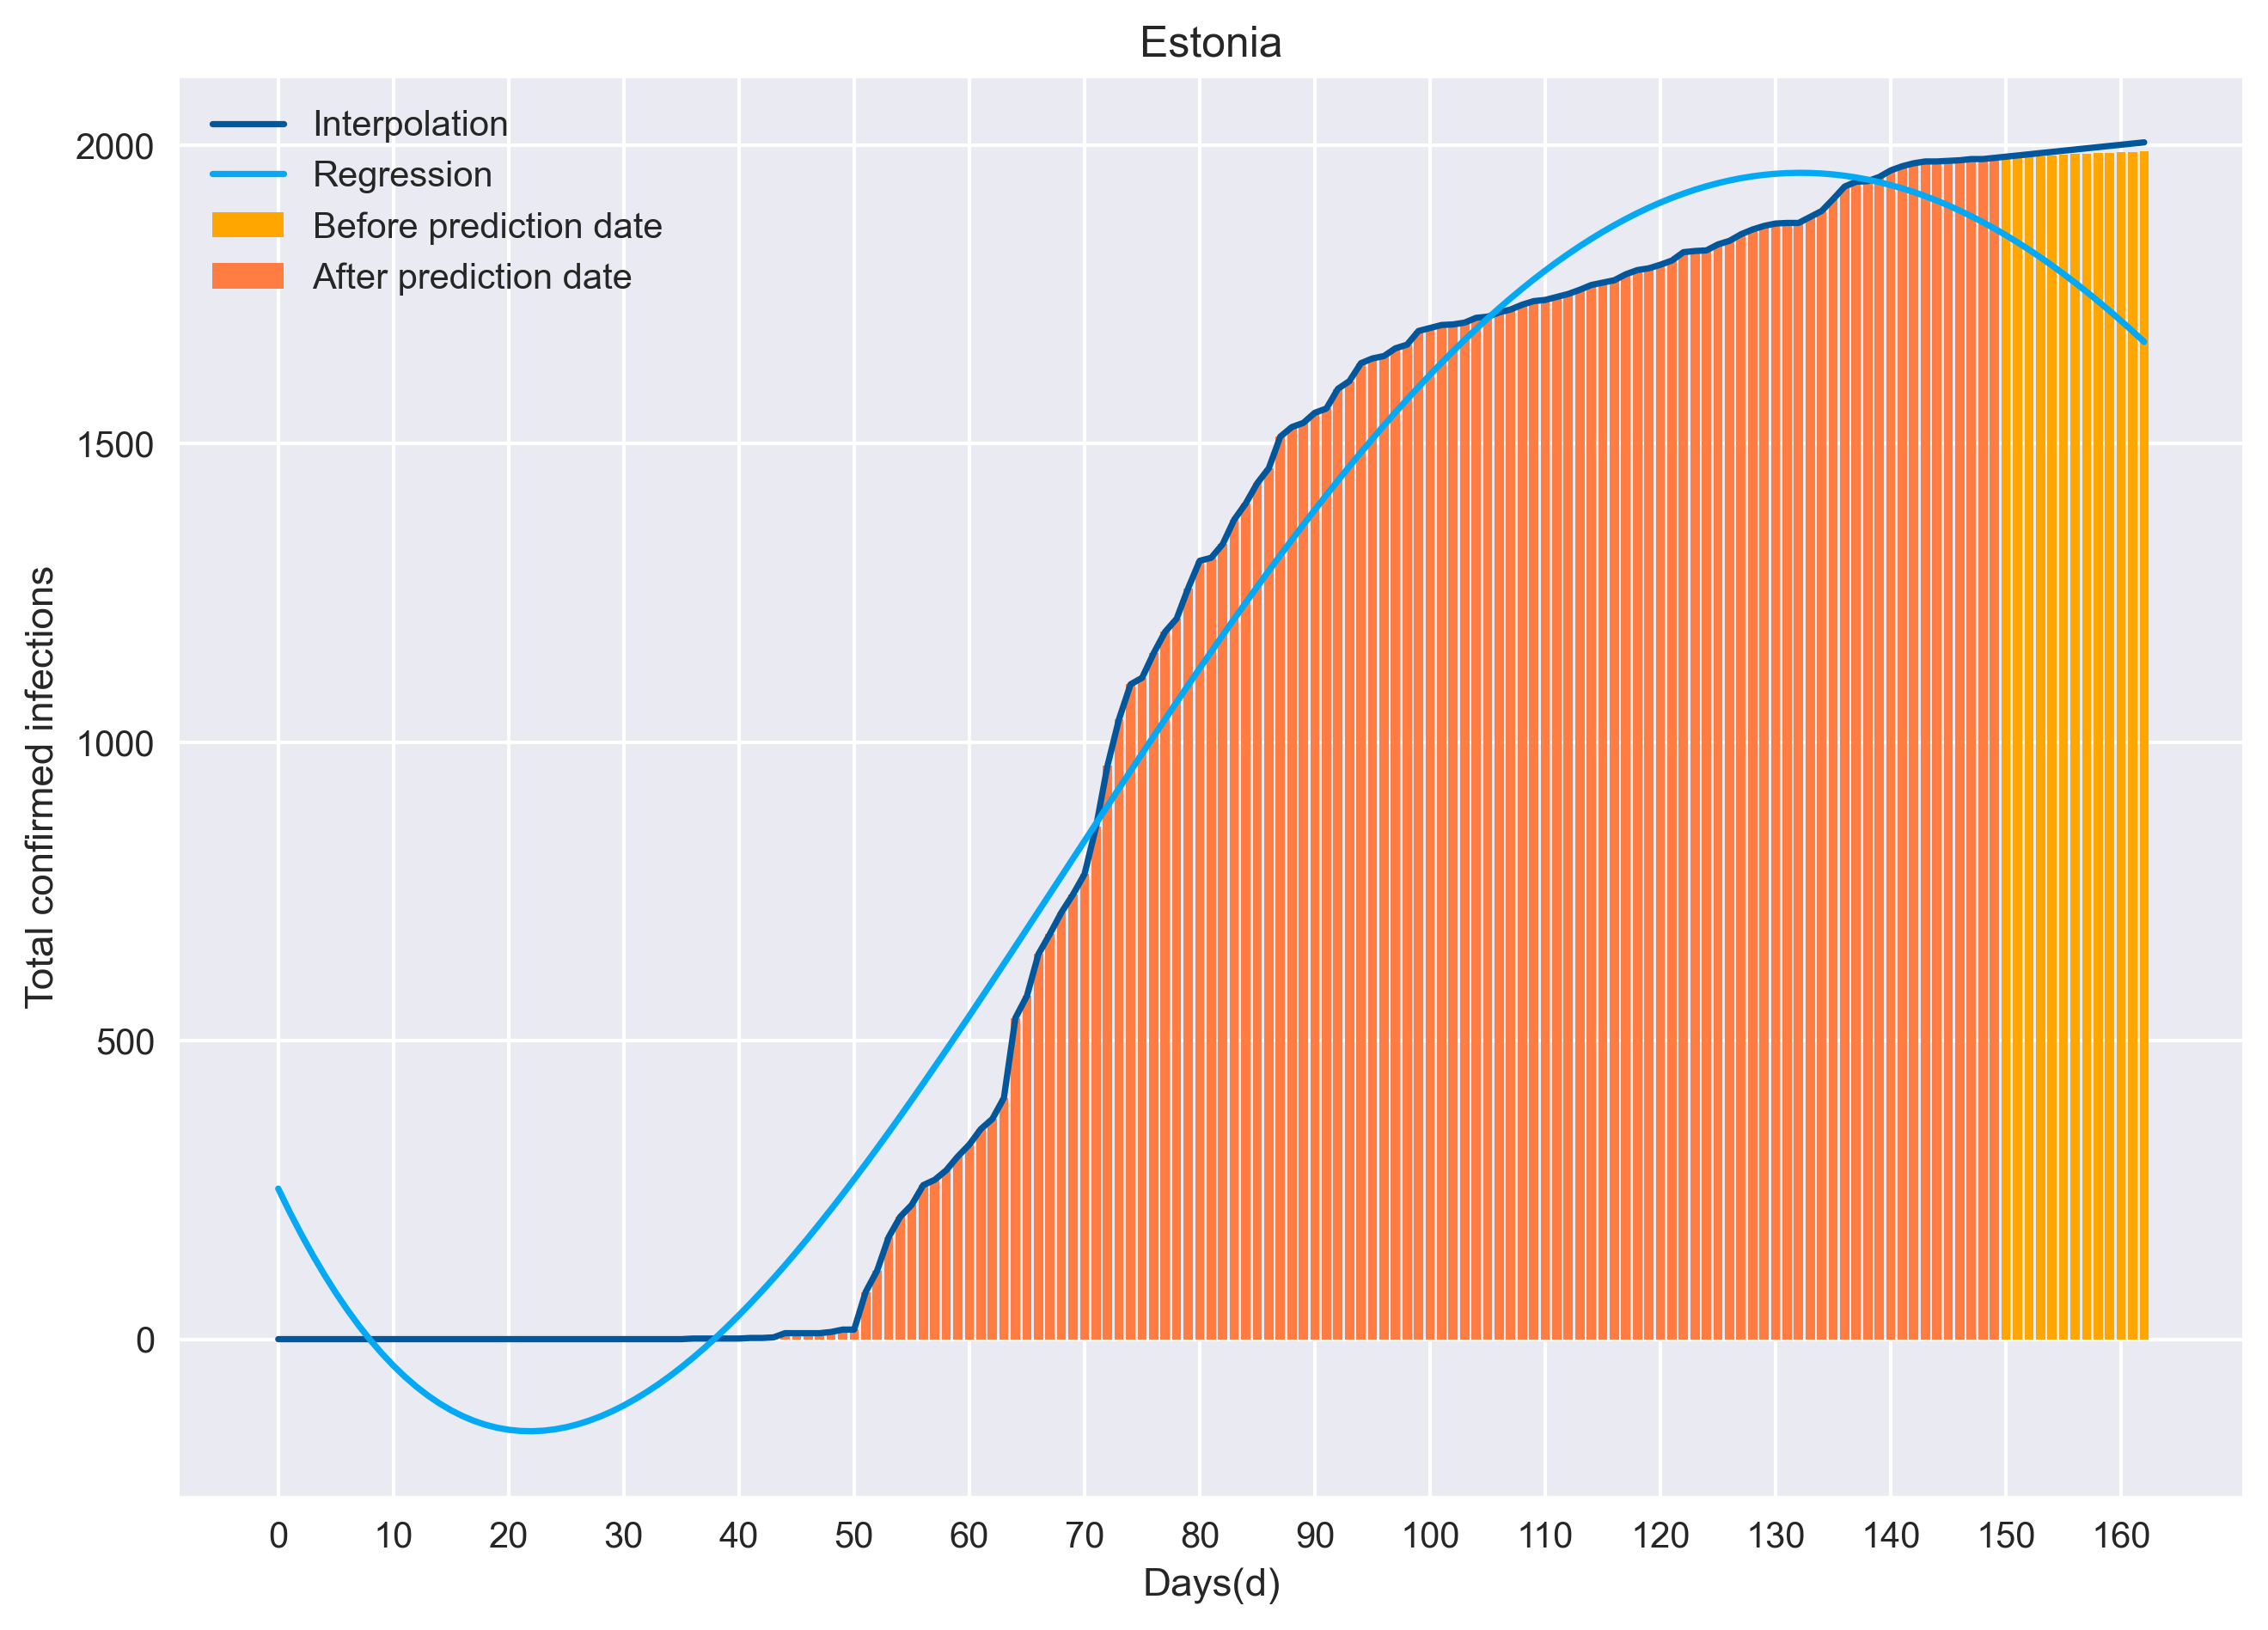 Estonia
Interpolation
Regression
Before prediction date
After prediction date
2000
1500
1000
500
0
Total confirmed infections
0 10 20 30 40 50 60 70 80 90 100 110 120 130 140 150 160
Days(d)